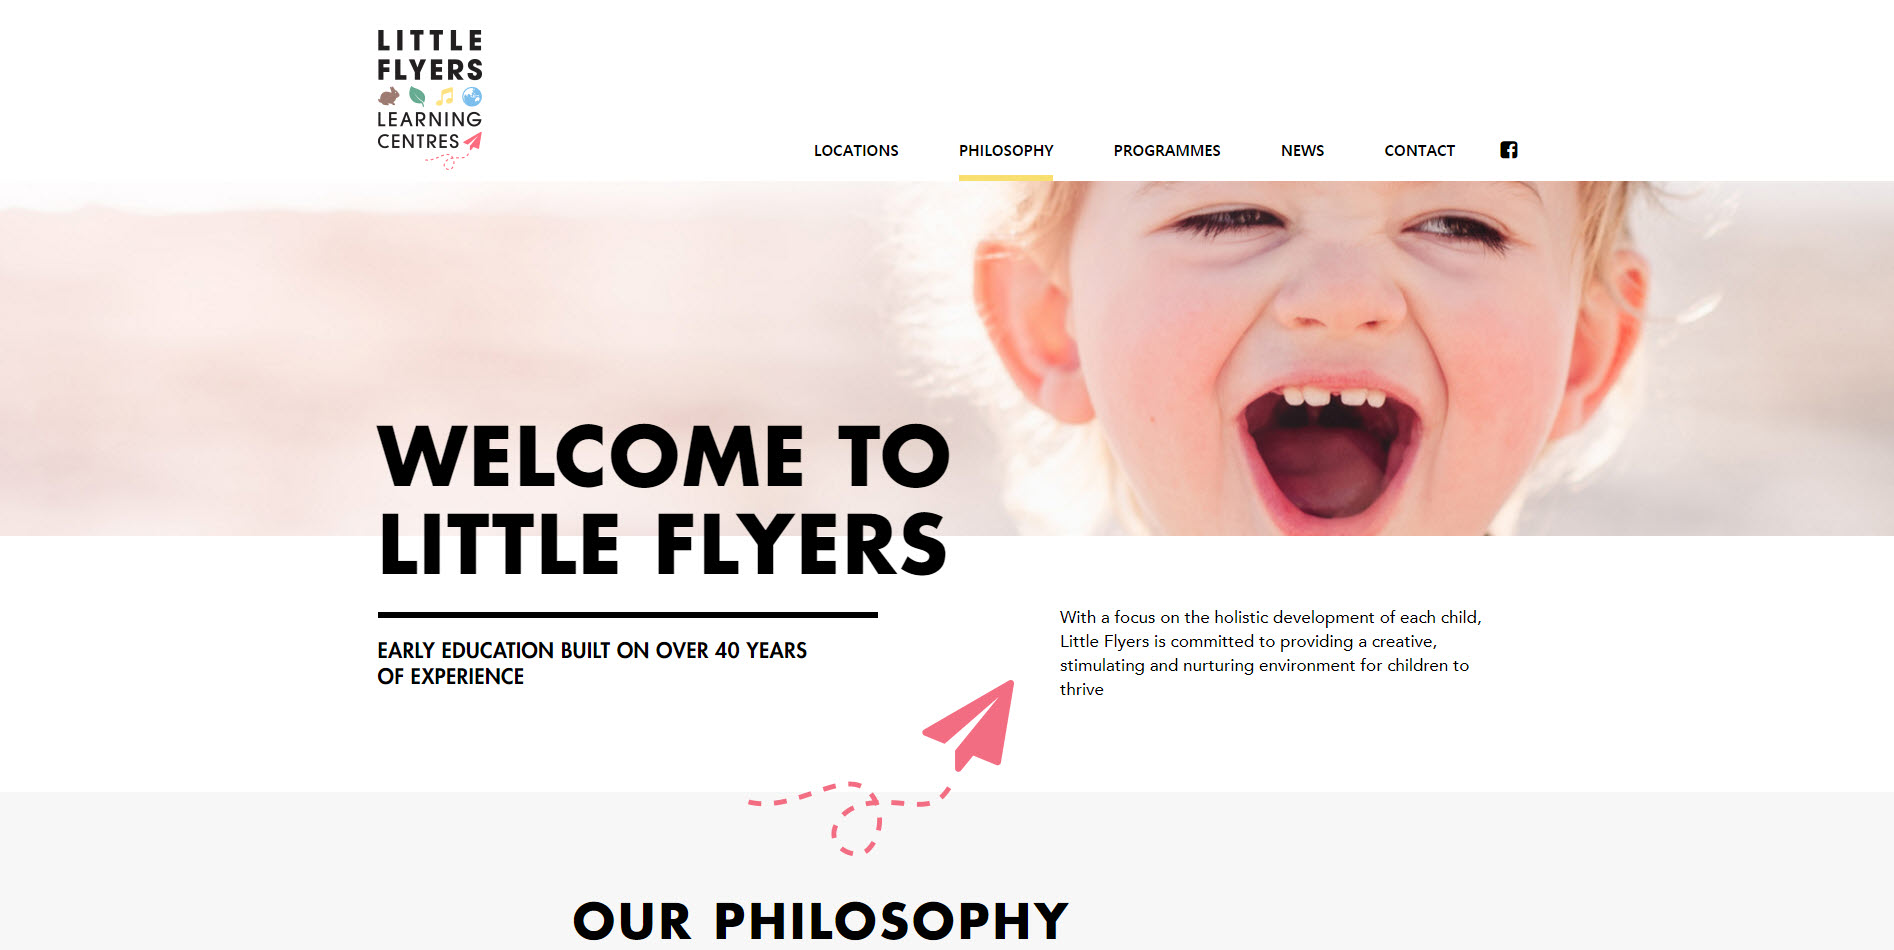 LITTLE
FLYERS
LEARNING
CENTRES
LOCATIONS
PHILOSOPHY
PROGRAMMES
NEWS
CONTACT
WELCOME TO
LITTLE FLYERS
EARLY EDUCATION BUILT ON OVER 40 YEARS
OF EXPERIENCE
With a focus on the holistic development of each child,
Little Flyers is committed to providing a creative,
stimulating and nurturing environment for children to
thrive
OUR PHILOSOPHY